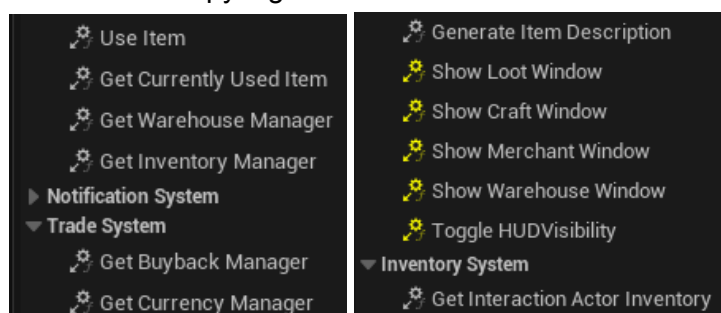 Use Item
Get Currently Used Item
Get Warehouse Manager
Get Inventory Manager
Notification System
Trade System
Get Buyback Manager
Get Currency Manager
Generate Item Description
Show Loot Window
Show Craft Window
Show Merchant Window
Show Warehouse Window
Toggle HUDVisibility
Inventory System
Get Interaction Actor Inventory